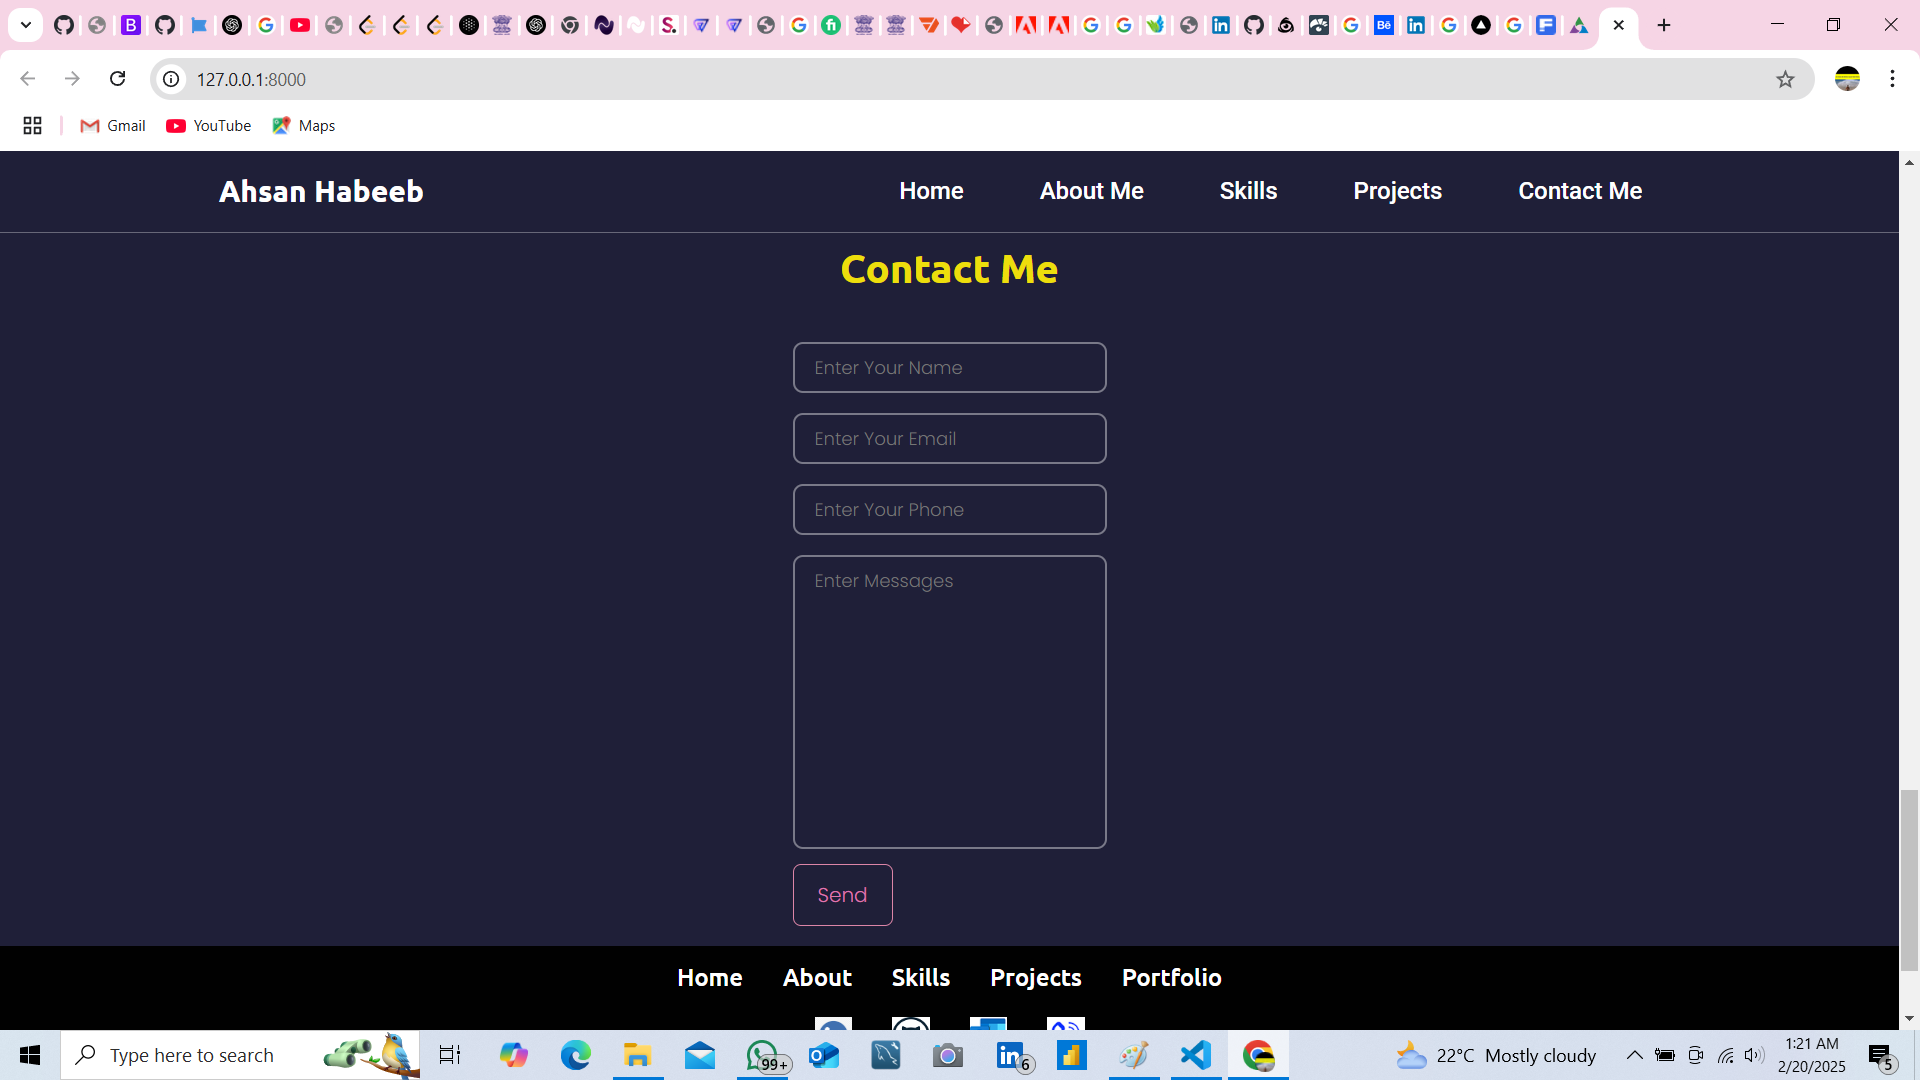 127.0.0.1:8000
Gmail YouTube Maps
Ahsan Habeeb Home About Me Skills Projects Contact Me
Contact Me
Enter Your Name
Enter Your Email
Enter Your Phone
Enter Messages
Send
Home About Skills Projects Portfolio
Type here to search 99+ 6 22°C Mostly cloudy 1:21 AM
2/20/2025 5